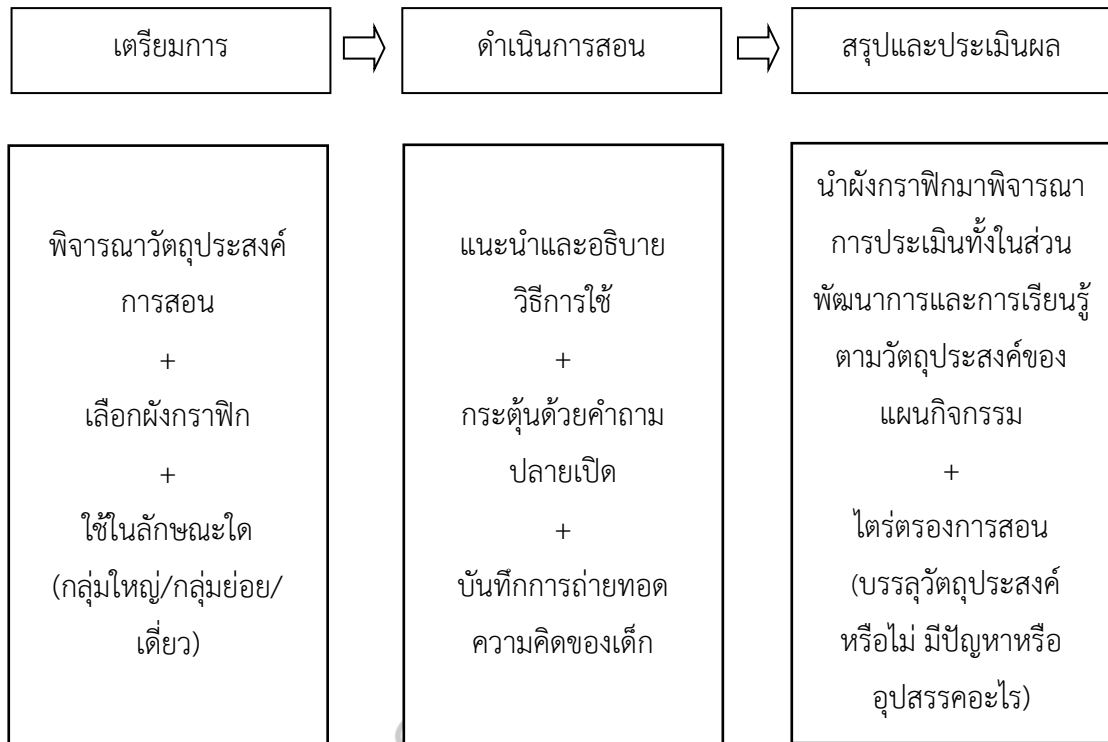 เตรียมการ
ดำเนินการสอน
สรุปและประเมินผล
พิจารณาวัตถุประสงค์
การสอน
+
เลือกผังกราฟิก
+
ใช้ในลักษณะใด
(กลุ่มใหญ่/กลุ่มย่อย/
เดี่ยว)
แนะนำและอธิบาย
วิธีการใช้
+
กระตุ้นด้วยคำถาม
ปลายเปิด
+
บันทึกการถ่ายทอด
ความคิดของเด็ก
นำผังกราฟิกมาพิจารณา
การประเมินทั้งในส่วน
พัฒนาการและการเรียนรู้
ตามวัตถุประสงค์ของ
แผนกิจกรรม
+
ไตร่ตรองการสอน
(บรรลุวัตถุประสงค์
หรือไม่ มีปัญหาหรือ
อุปสรรคอะไร)